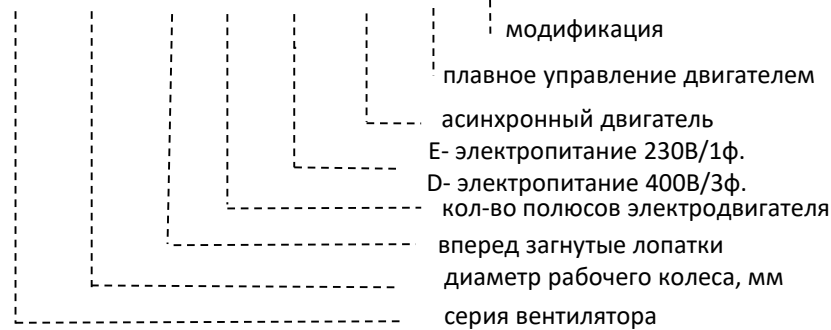 модификация
плавное управление двигателем
асинхронный двигатель
Е- электропитание 230В/1ф.
D- электропитание 400В/3ф.
кол-во полюсов электродвигателя
вперед загнутые лопатки
диаметр рабочего колеса, мм
серия вентилятора